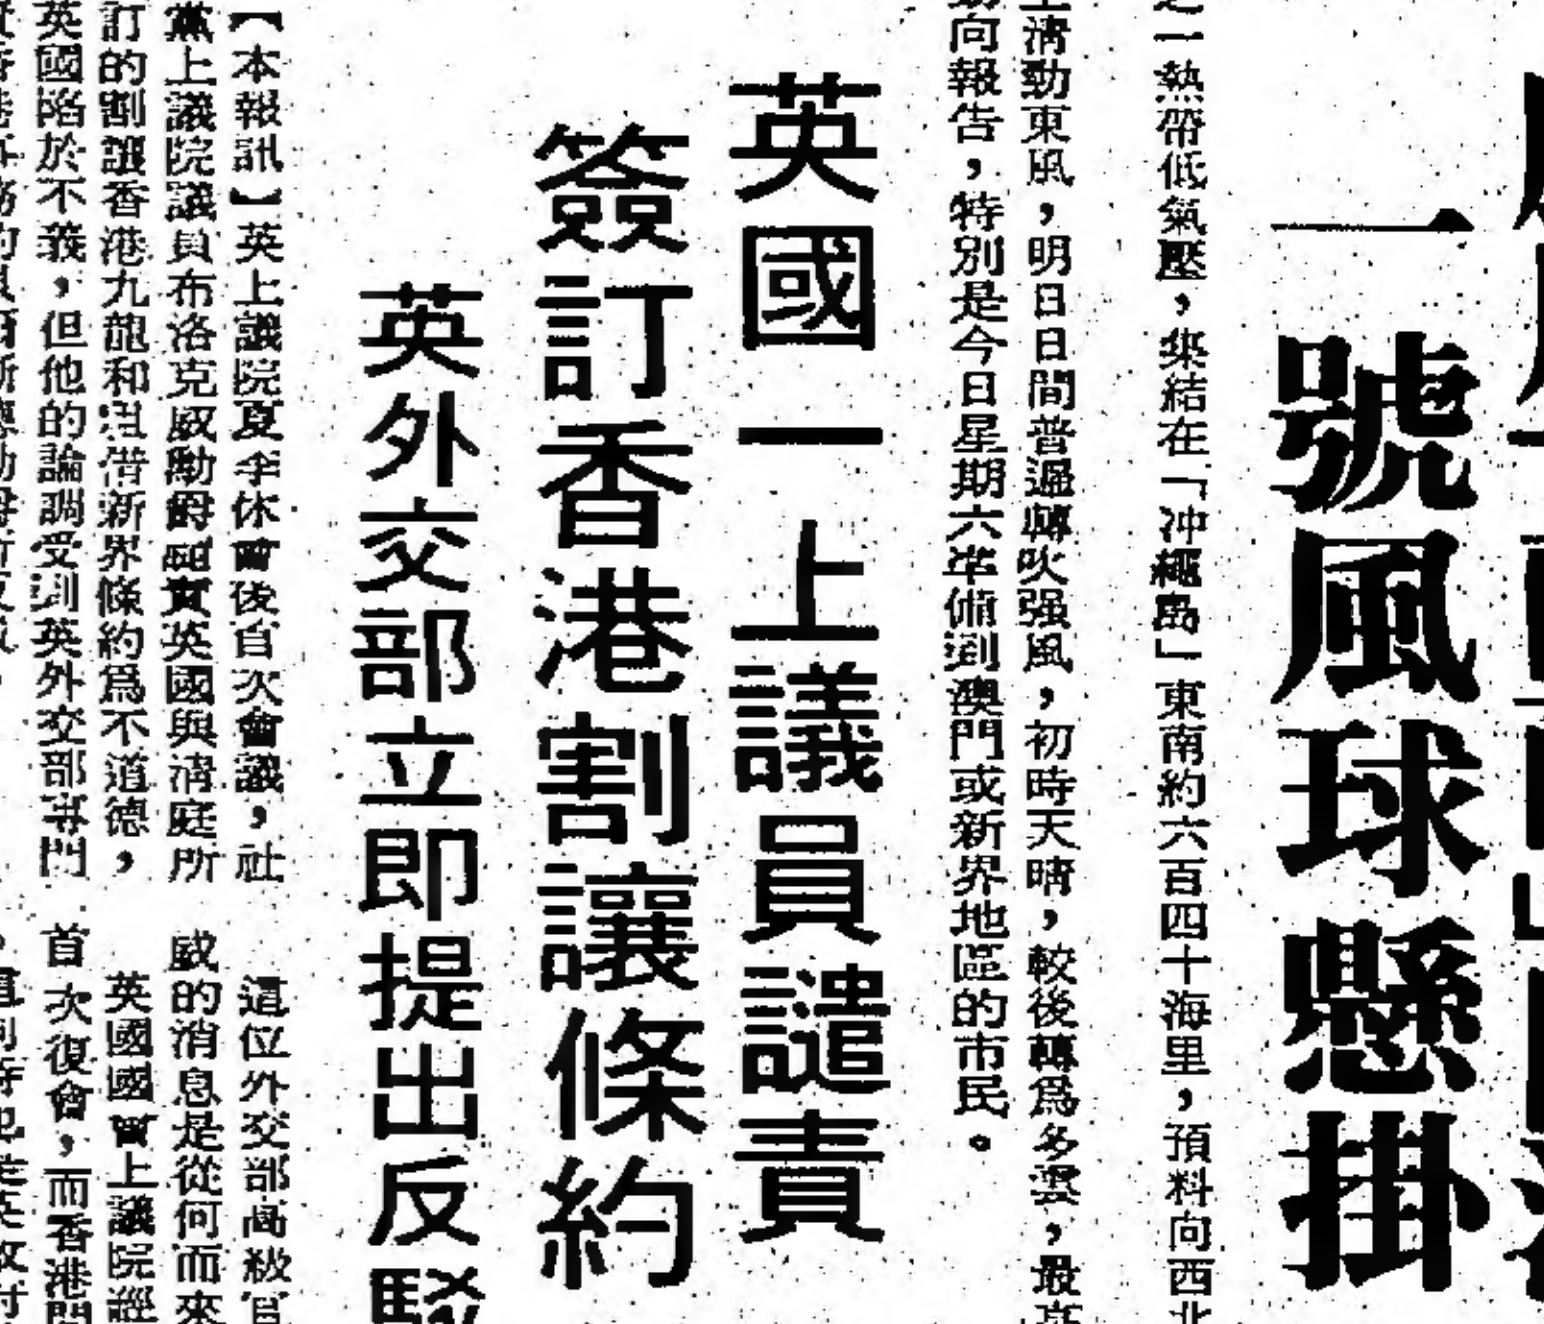 一號風球懸掛
一熱帶低氣壓，集結在「冲繩島」東南約六百四十海里，預料向西北
清勁東風，明日日間普遍轉吹强風，初時天晴，較後轉爲多雲，最高
向報告，特別是今日星期六準備到澳門或新界地區的市民。
英國一上議員譴責
簽訂香港割讓條約
英外交部立即提出反駁
【本報訊】英上議院夏季休會後首次會議，社
黨上議院議員布洛克威勳爵譴責英國與清庭所
訂的割讓香港九龍和租借新界條約爲不道德，
英國陷於不義，但他的論調受到英外交部專門
這位外交部高級官
威的消息是從何而來
英國國會上議院經
首次復會，而香港問